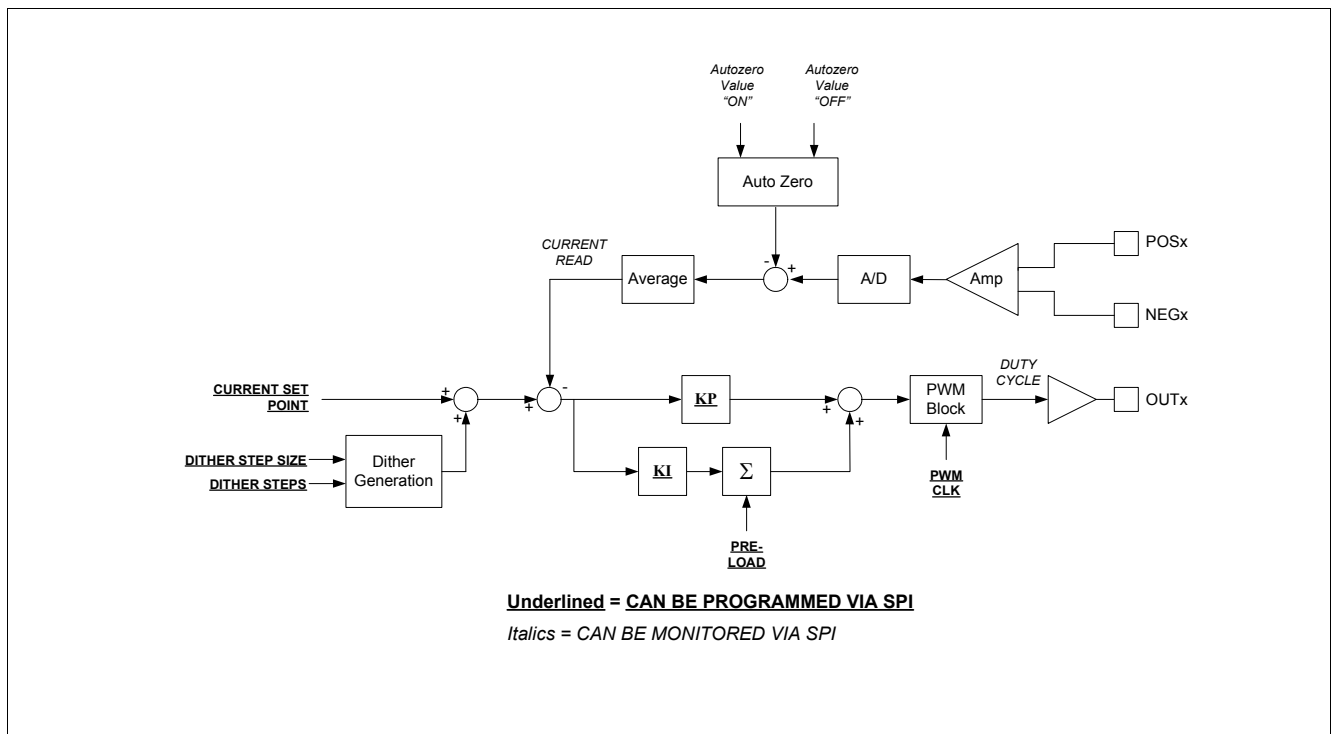 Autozero
Value
“ON”
Autozero
Value
“OFF”
Auto Zero
CURRENT
READ
Average
-
+
A/D
Amp
POSx
NEGx
CURRENT SET
POINT
+
+
+
-
KP
+
+
PWM
Block
DUTY
CYCLE
OUTx
DITHER STEP SIZE
DITHER STEPS
Dither
Generation
KI
Σ
PWM
CLK
PRE-
LOAD
Underlined = CAN BE PROGRAMMED VIA SPI
Italics = CAN BE MONITORED VIA SPI